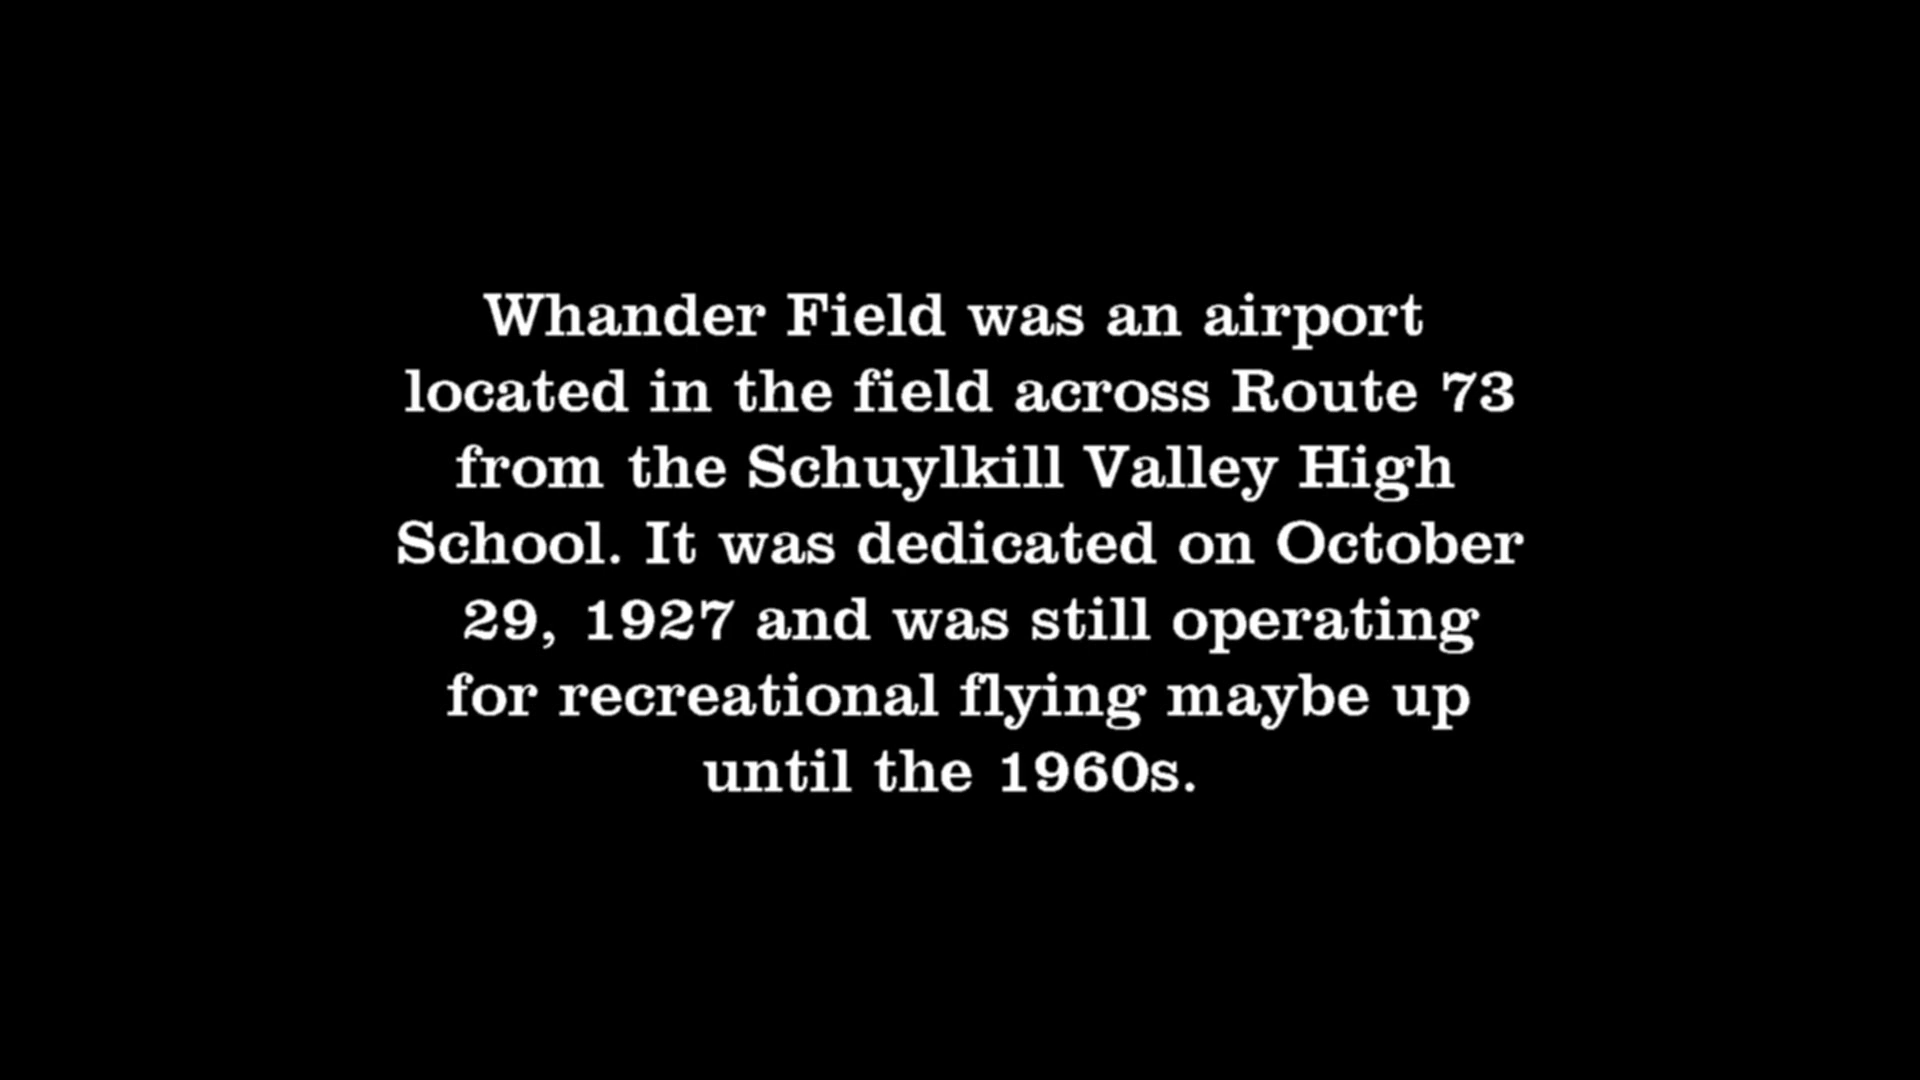 Whander Field was an airport
located in the field across Route 73
from the Schuylkill Valley High
School. It was dedicated on October
29, 1927 and was still operating
for recreational flying maybe up
until the 1960s.